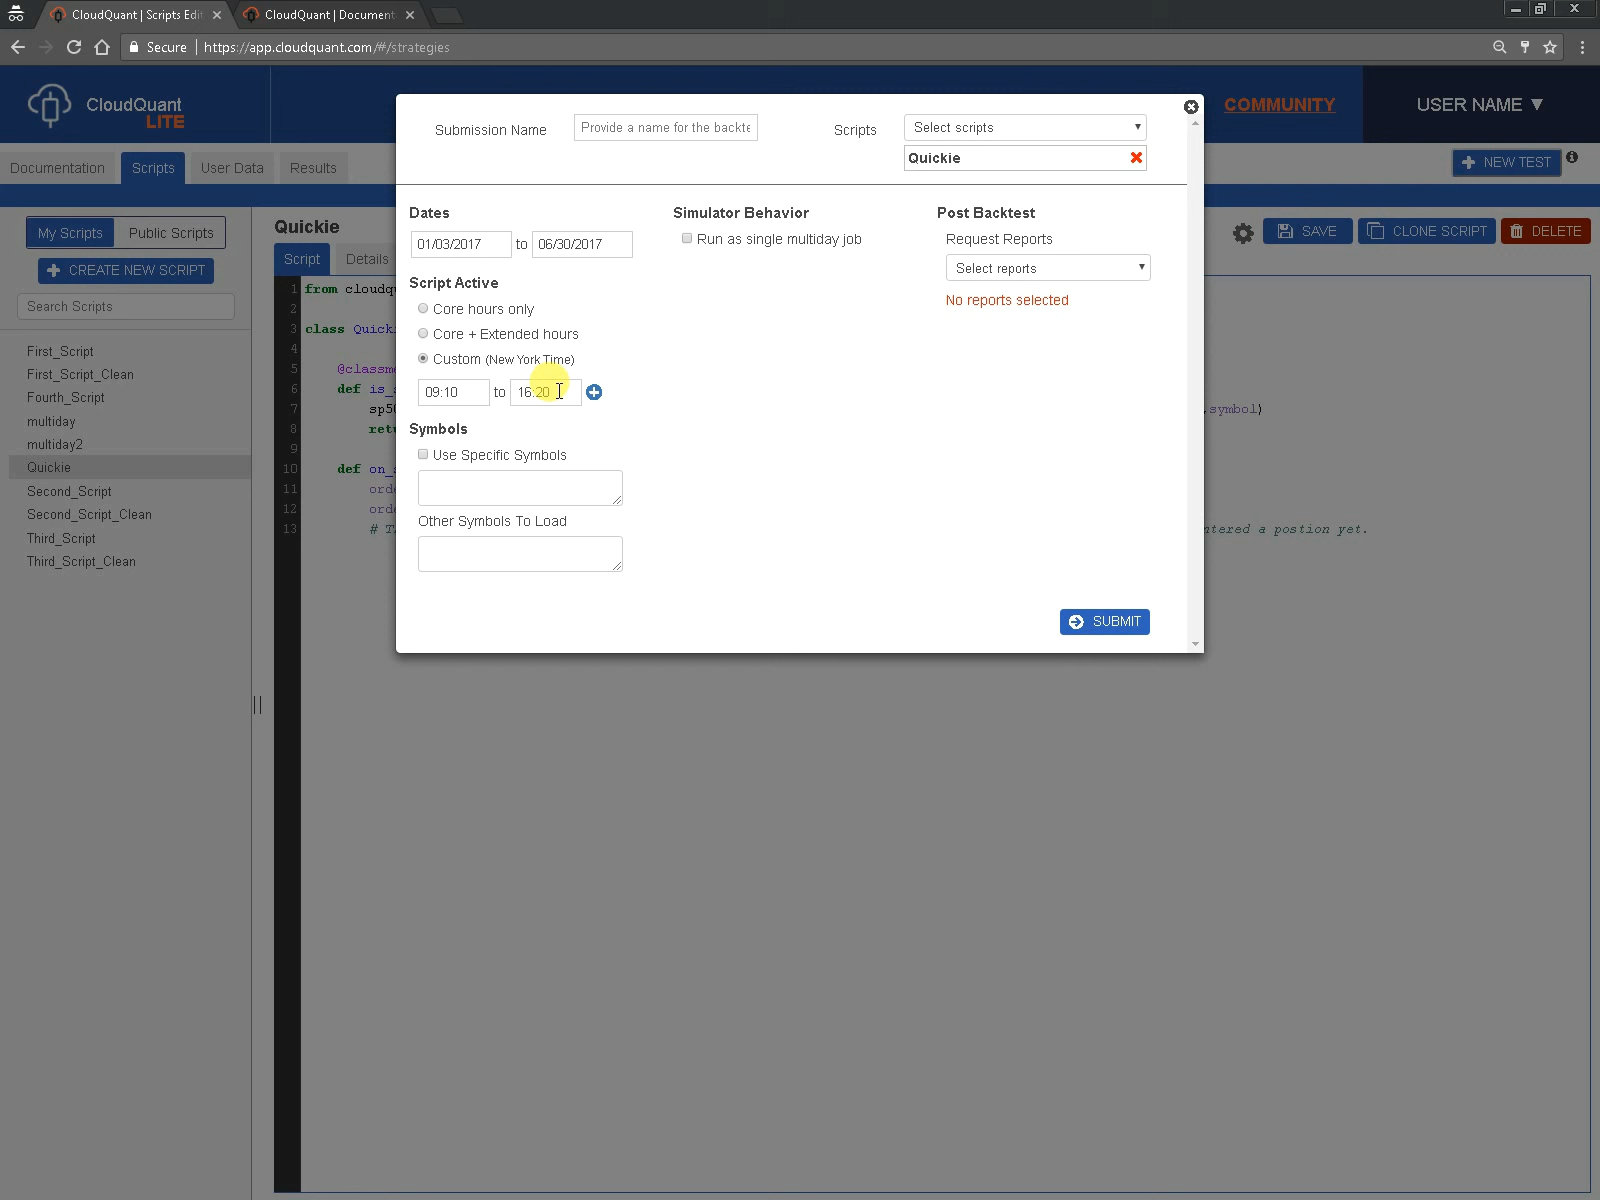 CloudQuant | Scripts Edi
CloudQuant | Document
Secure | https://app.cloudquant.com/#/strategies
CloudQuant
LITE
COMMUNITY
USER NAME ▼
Documentation
Scripts
User Data
Results
NEW TEST
My Scripts
Public Scripts
CREATE NEW SCRIPT
Search Scripts
First_Script
First_Script_Clean
Fourth_Script
multiday
multiday2
Quickie
Second_Script
Second_Script_Clean
Third_Script
Third_Script_Clean
Quickie
SAVE
CLONE SCRIPT
DELETE
Script
Details
1 from cloudq
2
3 class Quicki
4
5 @classme
6 def is_s
7 sp50 ,symbol)
8 retu
9
10 def on_s
11 orde
12 orde
13 # T ntered a postion yet.
Submission Name
Provide a name for the backte
Scripts
Select scripts
Quickie
Dates
01/03/2017 to 06/30/2017
Script Active
Core hours only
Core + Extended hours
Custom (New York Time)
09:10 to 16:20
Symbols
Use Specific Symbols
Other Symbols To Load
Simulator Behavior
Run as single multiday job
Post Backtest
Request Reports
Select reports
No reports selected
SUBMIT